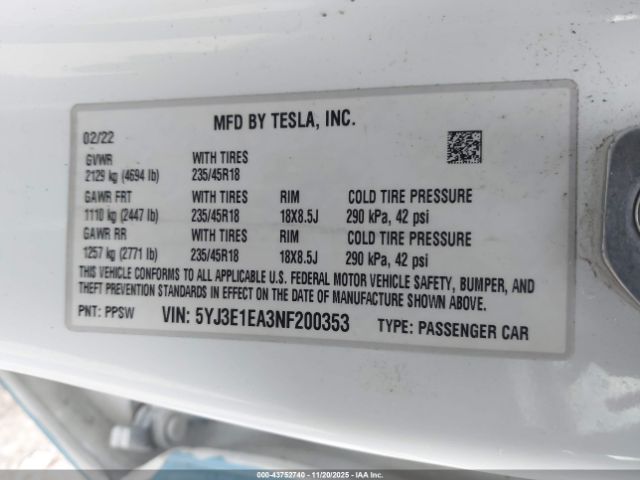 MFD BY TESLA, INC.
02/22
GVWR WITH TIRES
2129 kg (4694 lb) 235/45R18
GAWR FRT WITH TIRES RIM COLD TIRE PRESSURE
1110 kg (2447 lb) 235/45R18 18X8.5J 290 kPa, 42 psi
GAWR RR WITH TIRES RIM COLD TIRE PRESSURE
1257 kg (2771 lb) 235/45R18 18X8.5J 290 kPa, 42 psi
THIS VEHICLE CONFORMS TO ALL APPLICABLE U.S. FEDERAL MOTOR VEHICLE SAFETY, BUMPER, AND
THEFT PREVENTION STANDARDS IN EFFECT ON THE DATE OF MANUFACTURE SHOWN ABOVE.
PNT: PPSW VIN: 5YJ3E1EA3NF200353 TYPE: PASSENGER CAR
000-43752740 - 11/20/2025 - IAA Inc.